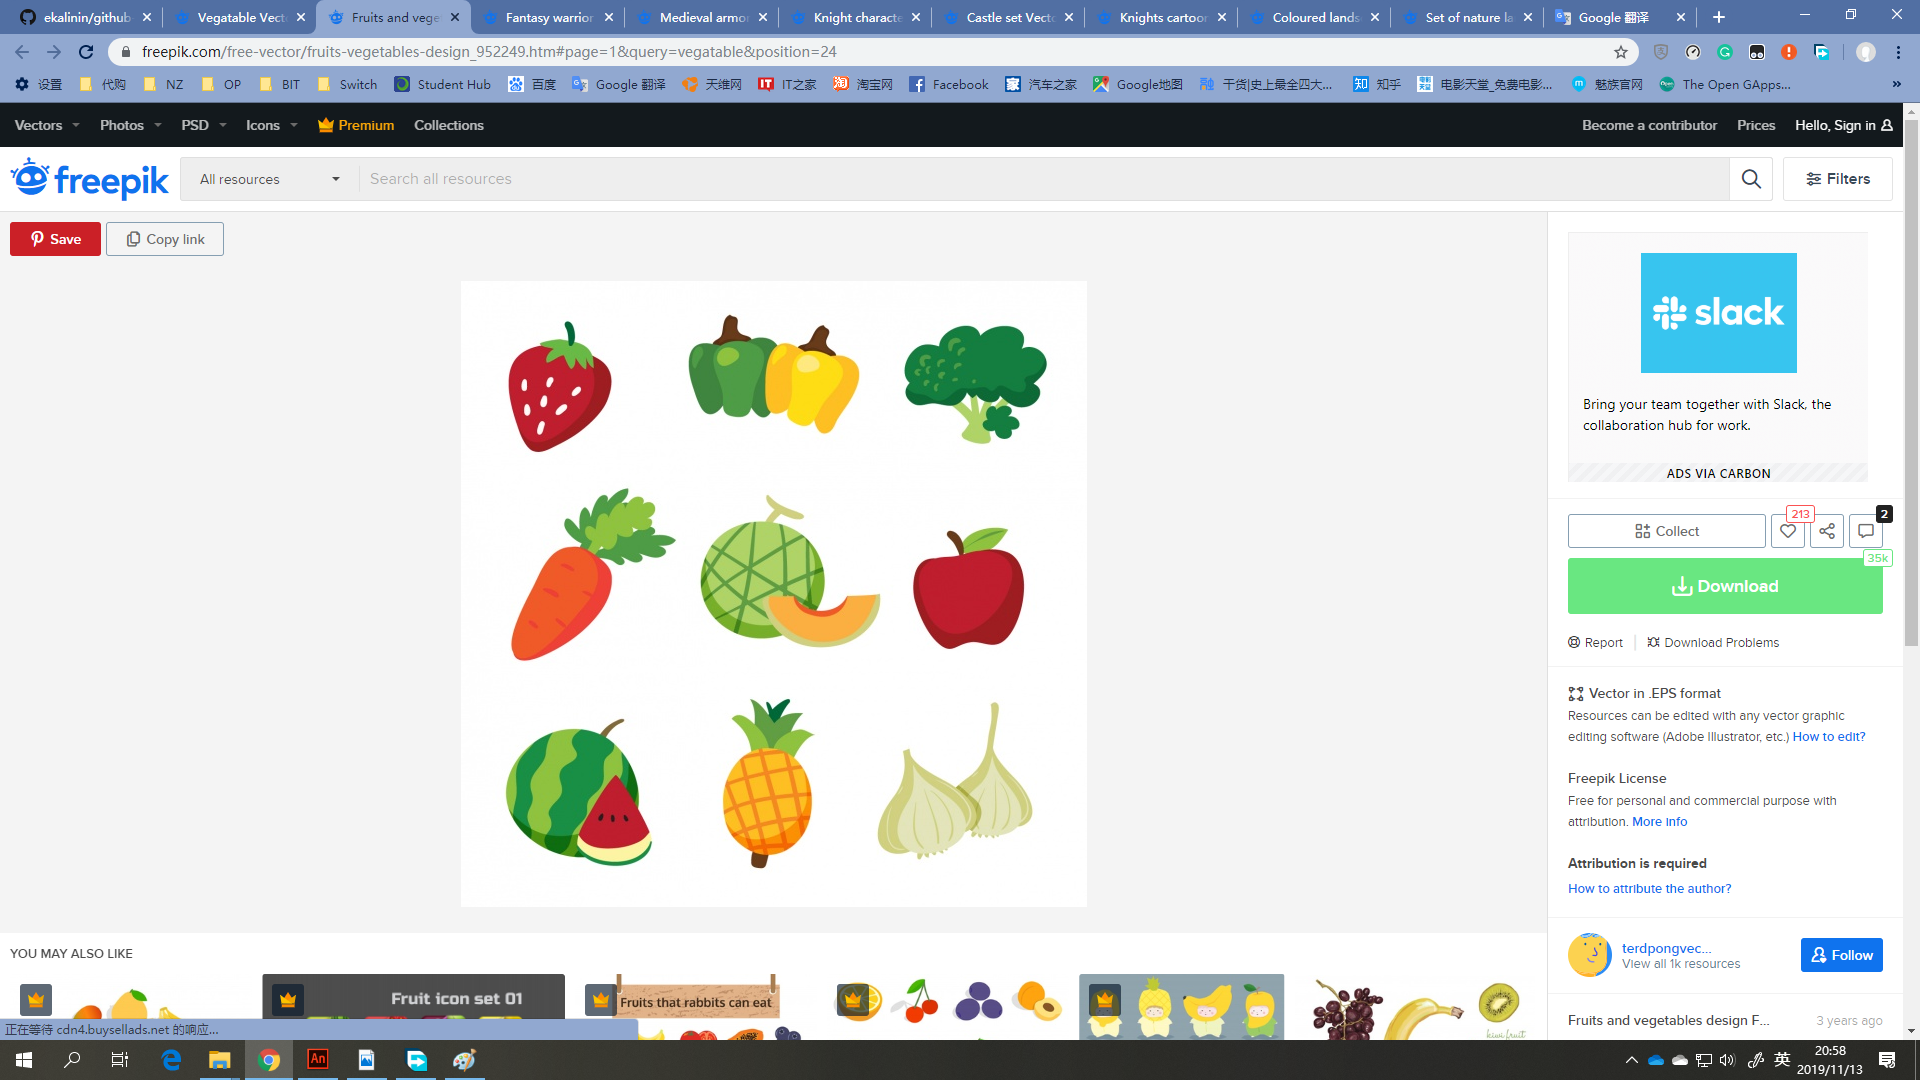 ekalinin/github
Vegatable Vect
Fruits and vege
Fantasy warrior
Medieval armo
Knight characte
Castle set Vect
Knights cartoon
Coloured lands
Set of nature la
Google 翻译
freepik.com/free-vector/fruits-vegetables-design_952249.htm#page=1&query=vegatable&position=24
设置
代购
NZ
OP
BIT
Switch
Student Hub
百度
Google 翻译
天维网
IT之家
淘宝网
Facebook
汽车之家
Google地图
干货|史上最全四大...
知乎
电影天堂_免费电影...
魅族官网
The Open GApps...
Vectors
Photos
PSD
Icons
Premium
Collections
Become a contributor
Prices
Hello, Sign in
freepik
All resources
Search all resources
Filters
Save
Copy link
slack
Bring your team together with Slack, the
collaboration hub for work.
ADS VIA CARBON
Collect
213
2
35k
Download
Report
Download Problems
Vector in .EPS format
Resources can be edited with any vector graphic
editing software (Adobe Illustrator, etc.) How to edit?
Freepik License
Free for personal and commercial purpose with
attribution. More info
Attribution is required
How to attribute the author?
terdpongvec...
View all 1k resources
Follow
Fruits and vegetables design F...
3 years ago
YOU MAY ALSO LIKE
Fruit icon set 01
Fruits that rabbits can eat
kiwi fruit
正在等待 cdn4.buysellads.net 的响应...
An
英
20:58
2019/11/13